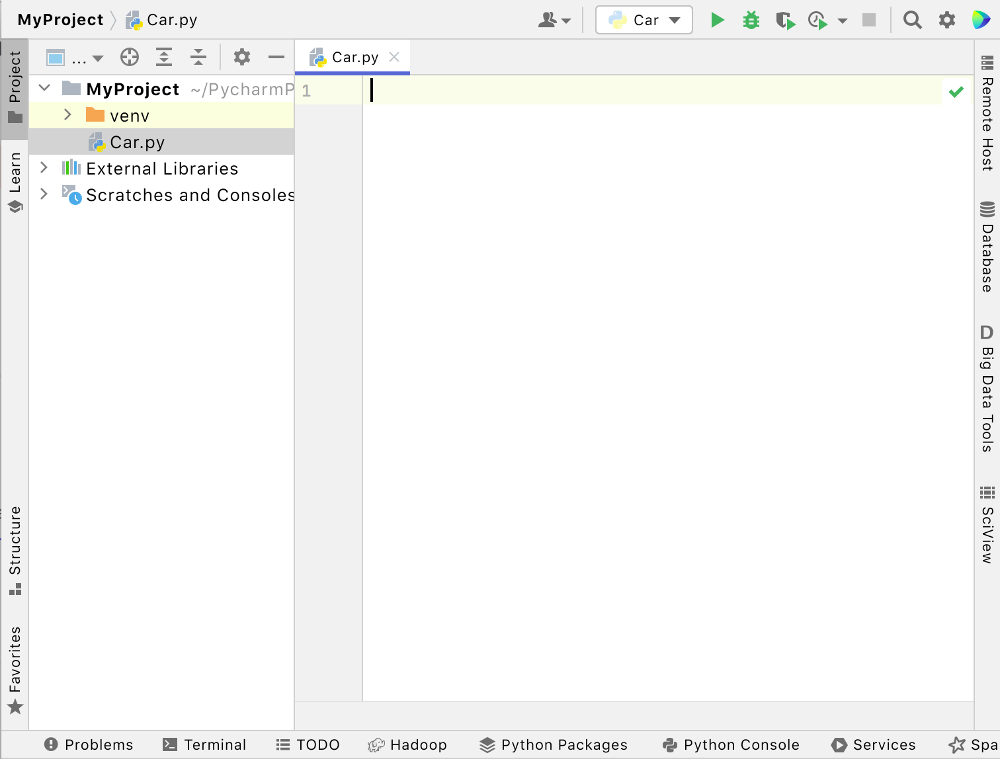 MyProject
Car.py
Car
Project
...
Car.py
Remote Host
MyProject ~/PycharmP
1
venv
Car.py
Learn
External Libraries
Scratches and Consoles
Database
D
Big Data Tools
SciView
Structure
Favorites
Problems
Terminal
TODO
Hadoop
Python Packages
Python Console
Services
Spa